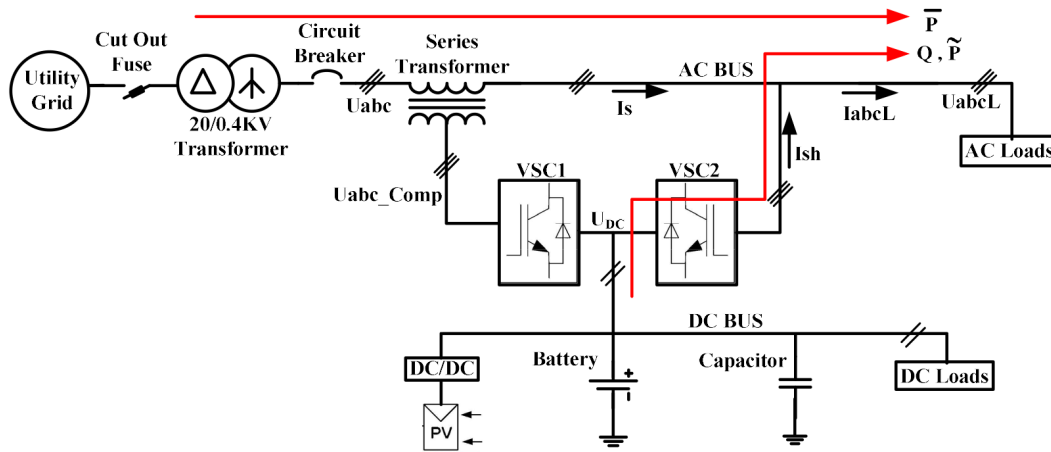 P̅
Cut Out
Fuse
Circuit
Breaker
Series
Transformer
Q , P̃
Utility
Grid
AC BUS
Uabc
Is
IabcL
UabcL
20/0.4KV
Transformer
AC Loads
Ish
VSC1
VSC2
Uabc_Comp
U_DC
DC BUS
DC/DC
Battery
+
Capacitor
DC Loads
PV